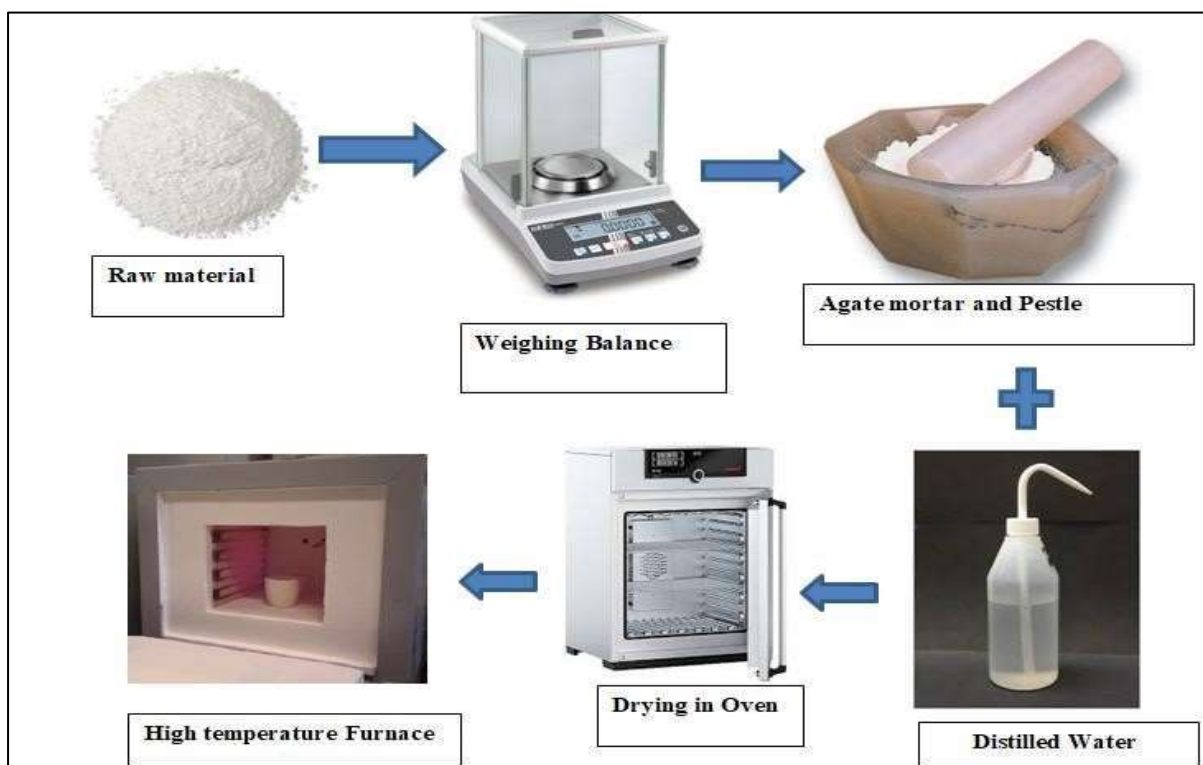 Raw material
Weighing Balance
Agate mortar and Pestle
Distilled Water
Drying in Oven
High temperature Furnace